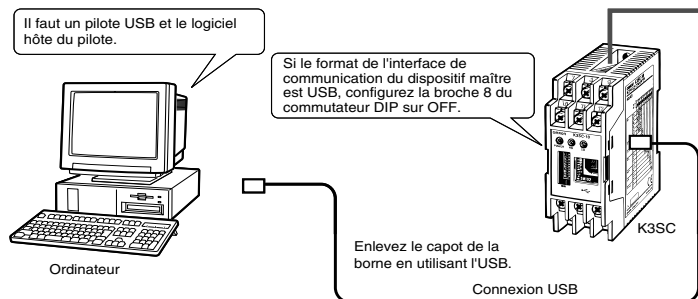 Il faut un pilote USB et le logiciel
hôte du pilote.
Si le format de l'interface de
communication du dispositif maître
est USB, configurez la broche 8 du
commutateur DIP sur OFF.
K3SC
Enlevez le capot de la
borne en utilisant l'USB.
Ordinateur
Connexion USB